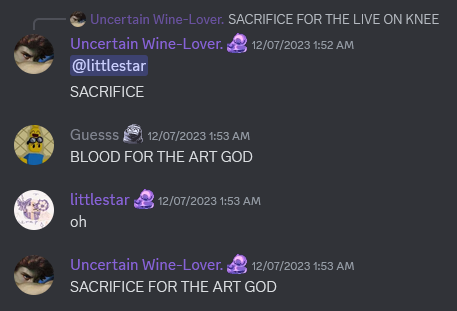 Uncertain Wine-Lover. SACRIFICE FOR THE LIVE ON KNEE
Uncertain Wine-Lover. 12/07/2023 1:52 AM
@littlestar
SACRIFICE
Guesss 12/07/2023 1:53 AM
BLOOD FOR THE ART GOD
littlestar 12/07/2023 1:53 AM
oh
Uncertain Wine-Lover. 12/07/2023 1:53 AM
SACRIFICE FOR THE ART GOD